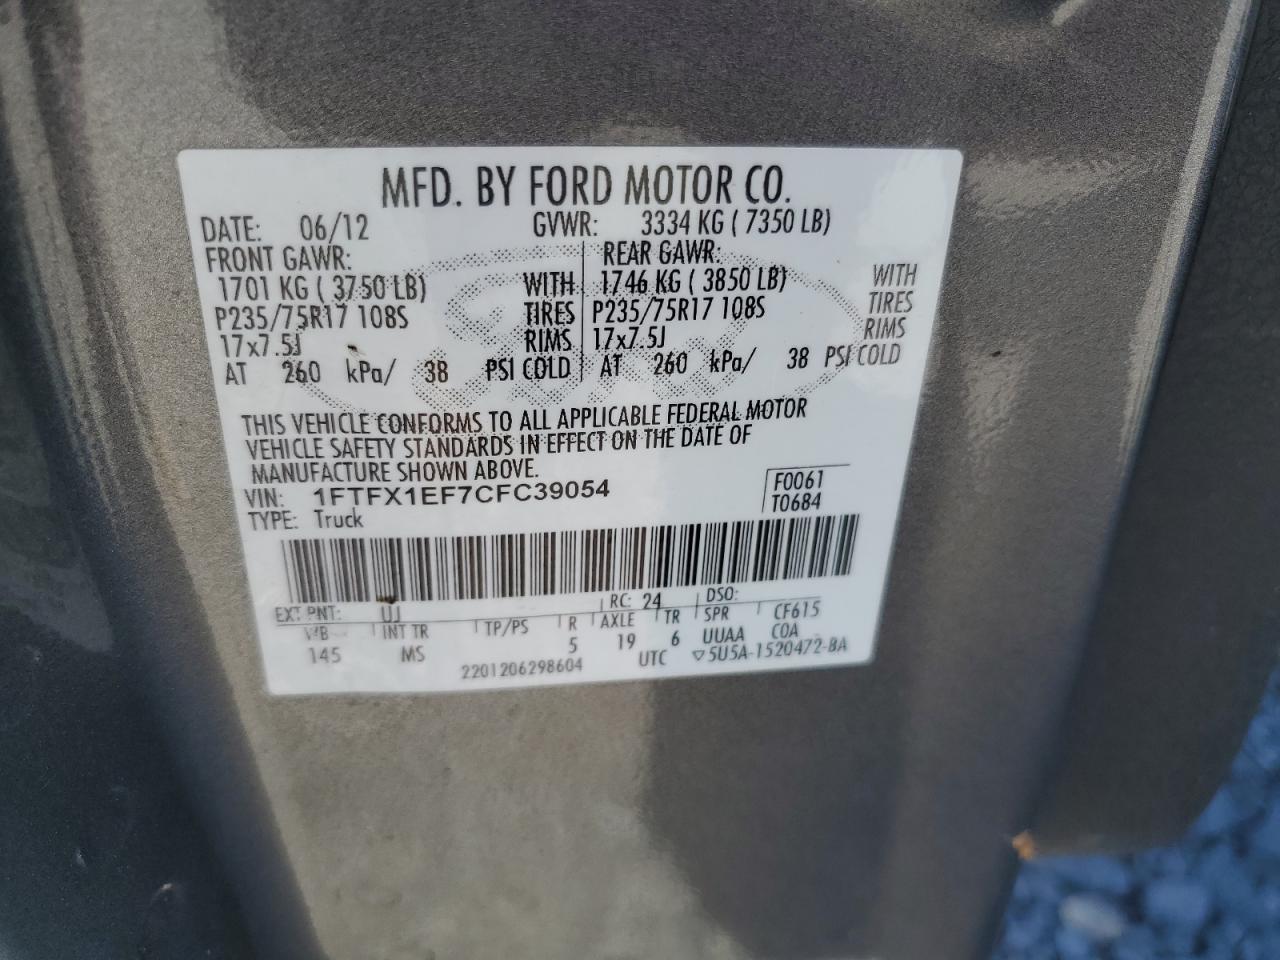 MFD. BY FORD MOTOR CO.
DATE: 06/12 GVWR: 3334 KG ( 7350 LB)
FRONT GAWR: REAR GAWR:
1701 KG ( 3750 LB) WITH 1746 KG ( 3850 LB) WITH
P235/75R17 108S TIRES P235/75R17 108S TIRES
17x7.5J RIMS 17x7.5J RIMS
AT 260 kPa/ 38 PSI COLD AT 260 kPa/ 38 PSI COLD
THIS VEHICLE CONFORMS TO ALL APPLICABLE FEDERAL MOTOR
VEHICLE SAFETY STANDARDS IN EFFECT ON THE DATE OF
MANUFACTURE SHOWN ABOVE.
VIN: 1FTFX1EF7CFC39054 F0061
TYPE: Truck T0684
EXT PNT: UJ RC: 24 DSO:
WB INT TR TP/PS R AXLE TR SPR CF615
145 MS 5 19 6 UUAA COA
2201206298604 UTC ▽5U5A-1520472-BA